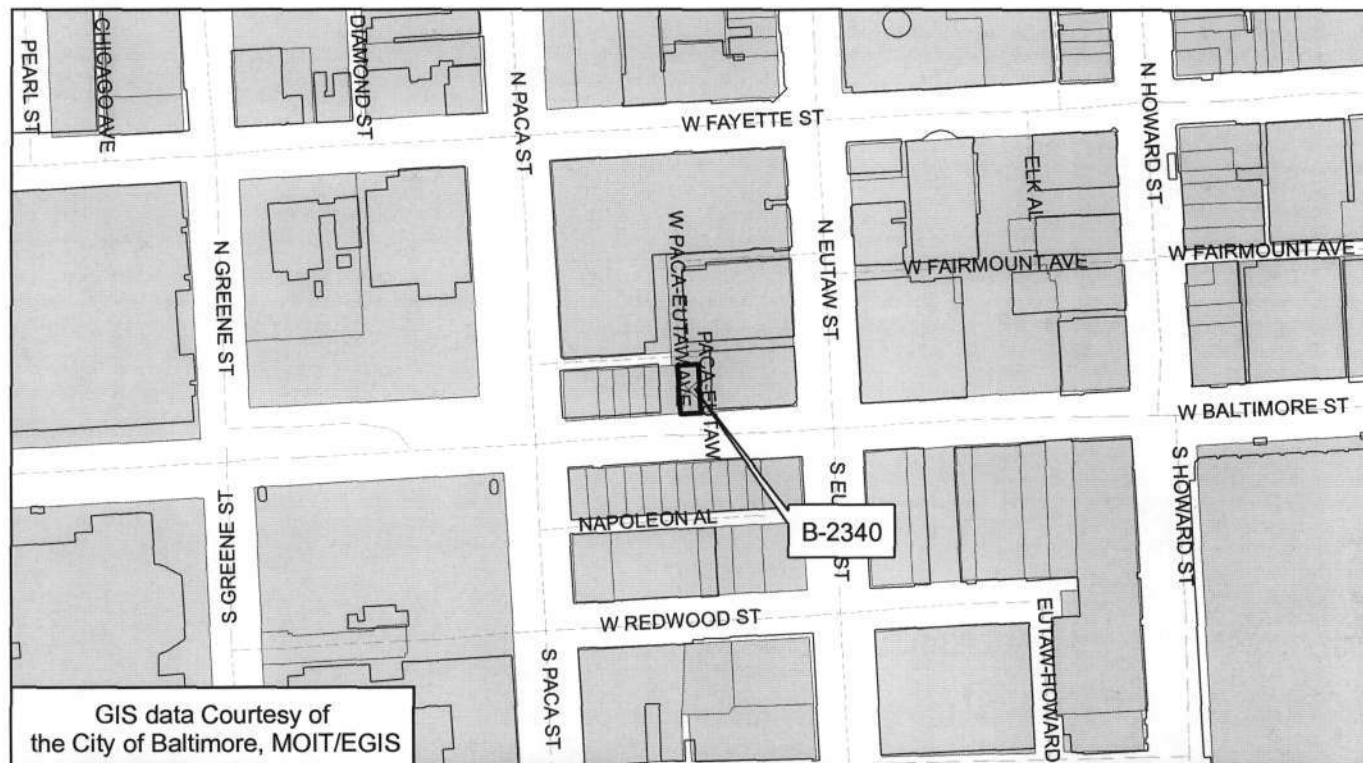 PEARL ST
CHICAGO AVE
DIAMOND ST
N PACA ST
W FAYETTE ST
N HOWARD ST
ELK AL
N GREENE ST
W PACA-EUTAW AVE
N EUTAW ST
W FAIRMOUNT AVE
W FAIRMOUNT AVE
PACA-EUTAW
W BALTIMORE ST
S GREENE ST
NAPOLEON AL
B-2340
S HOWARD ST
W REDWOOD ST
S PACA ST
EUTAW-HOWARD
GIS data Courtesy of
the City of Baltimore, MOIT/EGIS